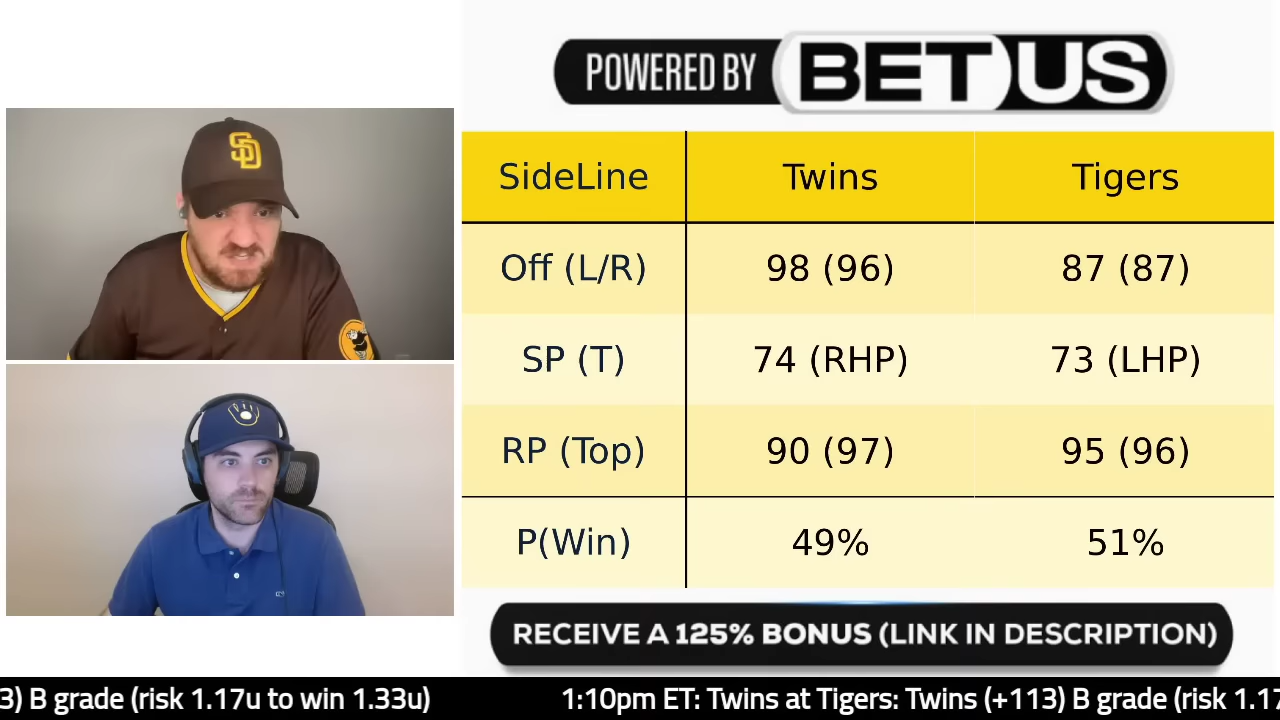 POWERED BY BETUS
SideLine Twins Tigers
Off (L/R) 98 (96) 87 (87)
SP (T) 74 (RHP) 73 (LHP)
RP (Top) 90 (97) 95 (96)
P(Win) 49% 51%
RECEIVE A 125% BONUS (LINK IN DESCRIPTION)
SD
3) B grade (risk 1.17u to win 1.33u) 1:10pm ET: Twins at Tigers: Twins (+113) B grade (risk 1.17